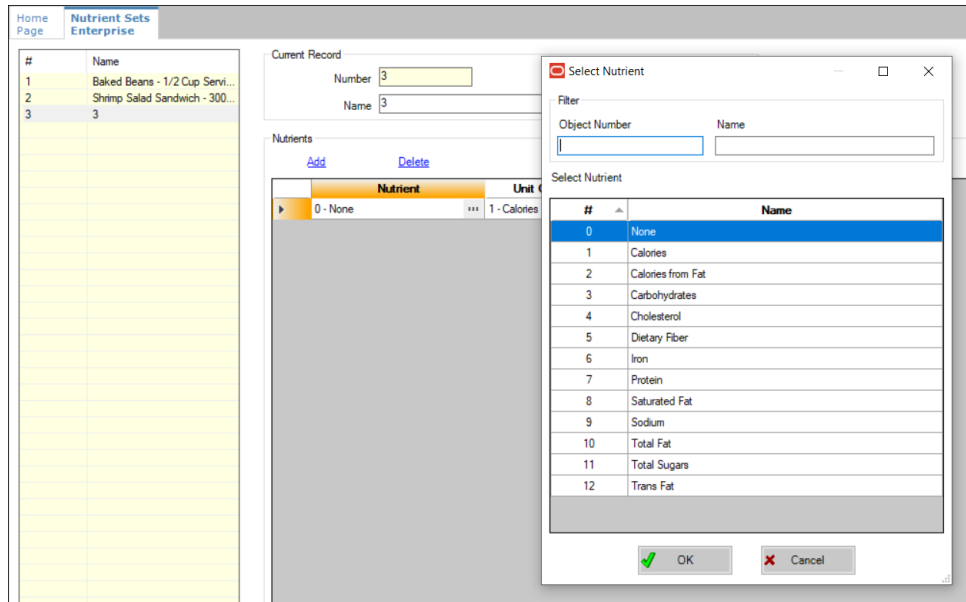 Home Page
Nutrient Sets Enterprise
# Name
1 Baked Beans - 1/2 Cup Servi...
2 Shrimp Salad Sandwich - 300...
3 3
Current Record
Number 3
Name 3
Nutrients
Add Delete
Nutrient Unit
0 - None ... 1 - Calories
Select Nutrient
Filter
Object Number Name
Select Nutrient
# Name
0 None
1 Calories
2 Calories from Fat
3 Carbohydrates
4 Cholesterol
5 Dietary Fiber
6 Iron
7 Protein
8 Saturated Fat
9 Sodium
10 Total Fat
11 Total Sugars
12 Trans Fat
OK Cancel